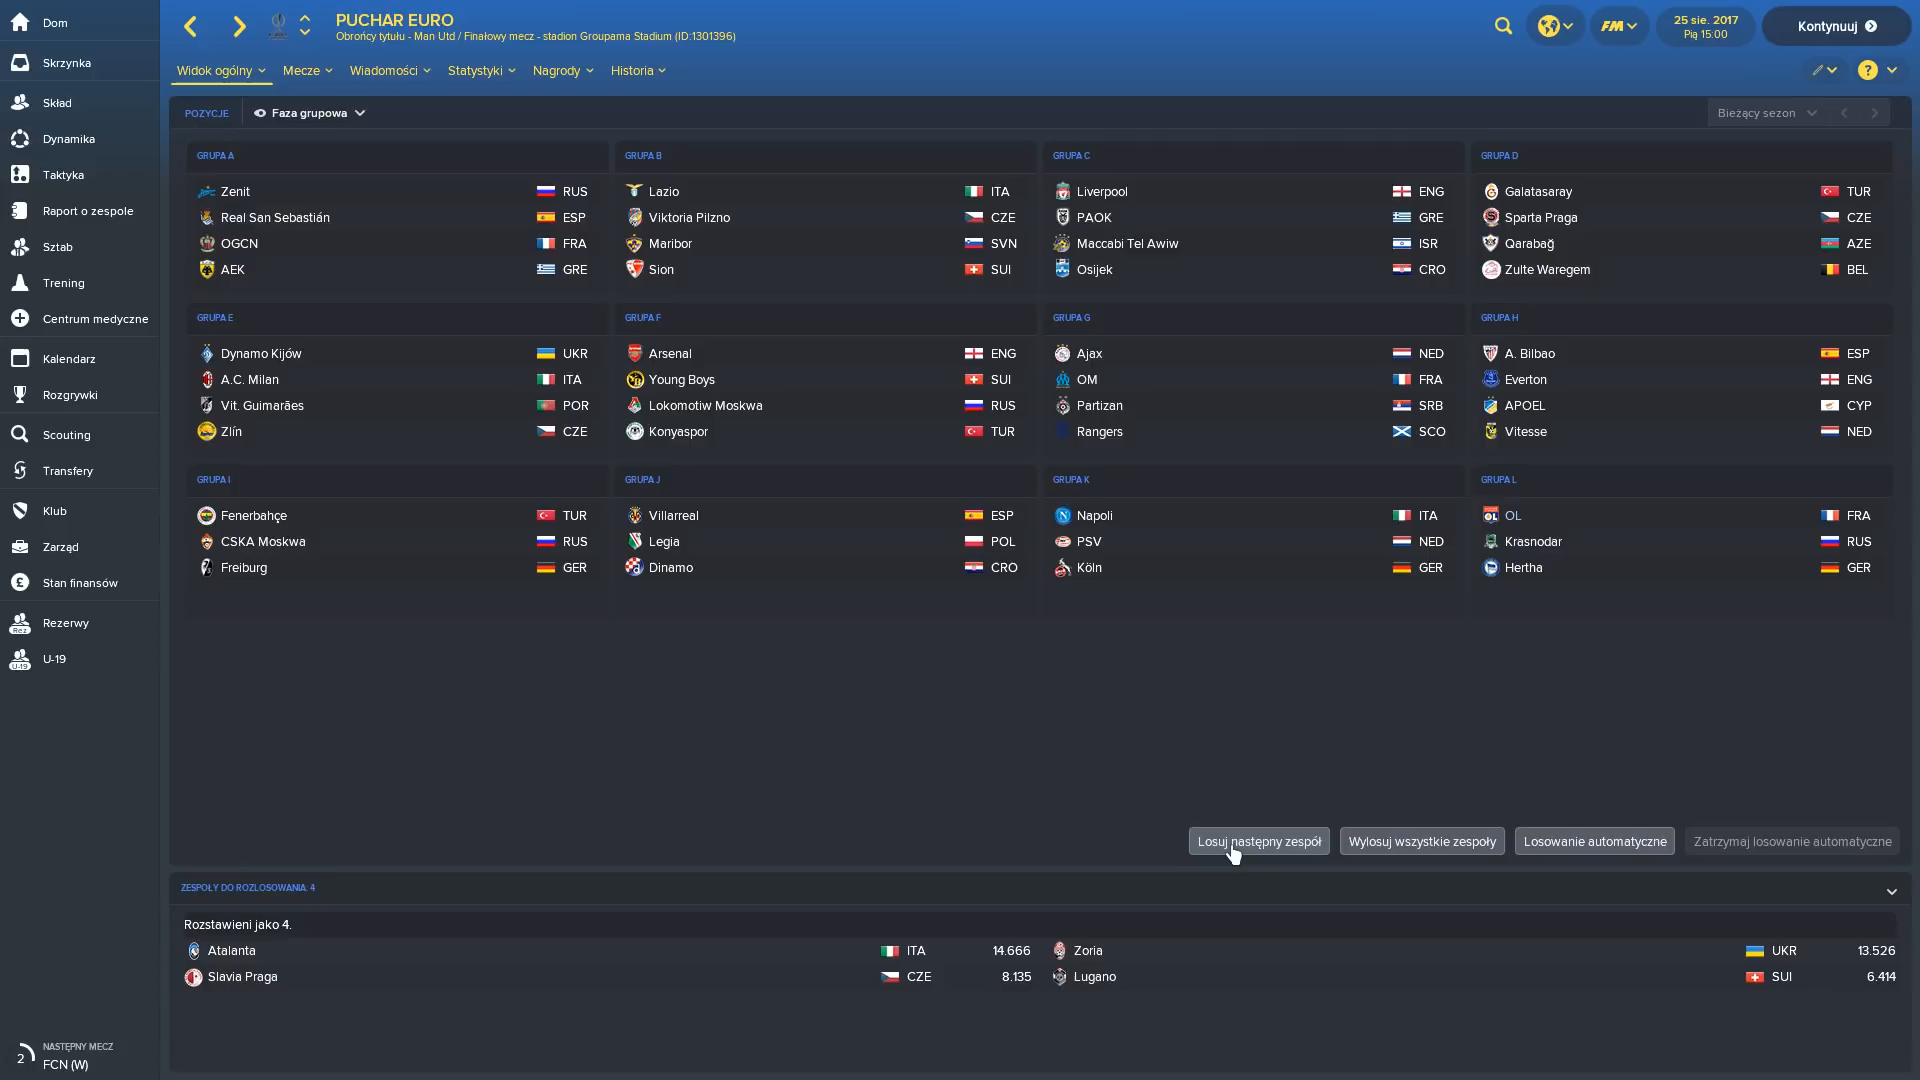 Dom
Skrzynka
Skład
Dynamika
Taktyka
Raport o zespole
Sztab
Trening
Centrum medyczne
Kalendarz
Rozgrywki
Scouting
Transfery
Klub
Zarząd
Stan finansów
Rez
Rezerwy
U-19
U-19
2
NASTĘPNY MECZ
FCN (W)
PUCHAR EURO
Obrońcy tytułu - Man Utd / Finałowy mecz - stadion Groupama Stadium (ID:1301396)
FM
25 sie. 2017
Pią 15:00
Kontynuuj
Widok ogólny
Mecze
Wiadomości
Statystyki
Nagrody
Historia
?
POZYCJE
Faza grupowa
Bieżący sezon
GRUPA A
Zenit RUS
Real San Sebastián ESP
OGCN FRA
AEK GRE
GRUPA B
Lazio ITA
Viktoria Pilzno CZE
Maribor SVN
Sion SUI
GRUPA C
Liverpool ENG
PAOK GRE
Maccabi Tel Awiw ISR
Osijek CRO
GRUPA D
Galatasaray TUR
Sparta Praga CZE
Qarabağ AZE
Zulte Waregem BEL
GRUPA E
Dynamo Kijów UKR
A.C. Milan ITA
Vit. Guimarães POR
Zlín CZE
GRUPA F
Arsenal ENG
Young Boys SUI
Lokomotiw Moskwa RUS
Konyaspor TUR
GRUPA G
Ajax NED
OM FRA
Partizan SRB
Rangers SCO
GRUPA H
A. Bilbao ESP
Everton ENG
APOEL CYP
Vitesse NED
GRUPA I
Fenerbahçe TUR
CSKA Moskwa RUS
Freiburg GER
GRUPA J
Villarreal ESP
Legia POL
Dinamo CRO
GRUPA K
Napoli ITA
PSV NED
Köln GER
GRUPA L
OL FRA
Krasnodar RUS
Hertha GER
Losuj następny zespół
Wylosuj wszystkie zespoły
Losowanie automatyczne
Zatrzymaj losowanie automatyczne
ZESPOŁY DO ROZLOSOWANIA: 4
Rozstawieni jako 4.
Atalanta ITA 14.666
Zoria UKR 13.526
Slavia Praga CZE 8.135
Lugano SUI 6.414